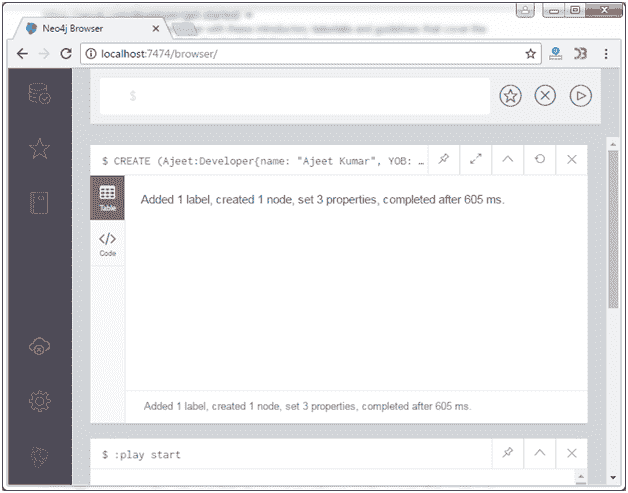 Neo4j Browser
localhost:7474/browser/
$
$ CREATE (Ajeet:Developer{name: "Ajeet Kumar", YOB: …
Table
Added 1 label, created 1 node, set 3 properties, completed after 605 ms.
Code
Added 1 label, created 1 node, set 3 properties, completed after 605 ms.
$ :play start